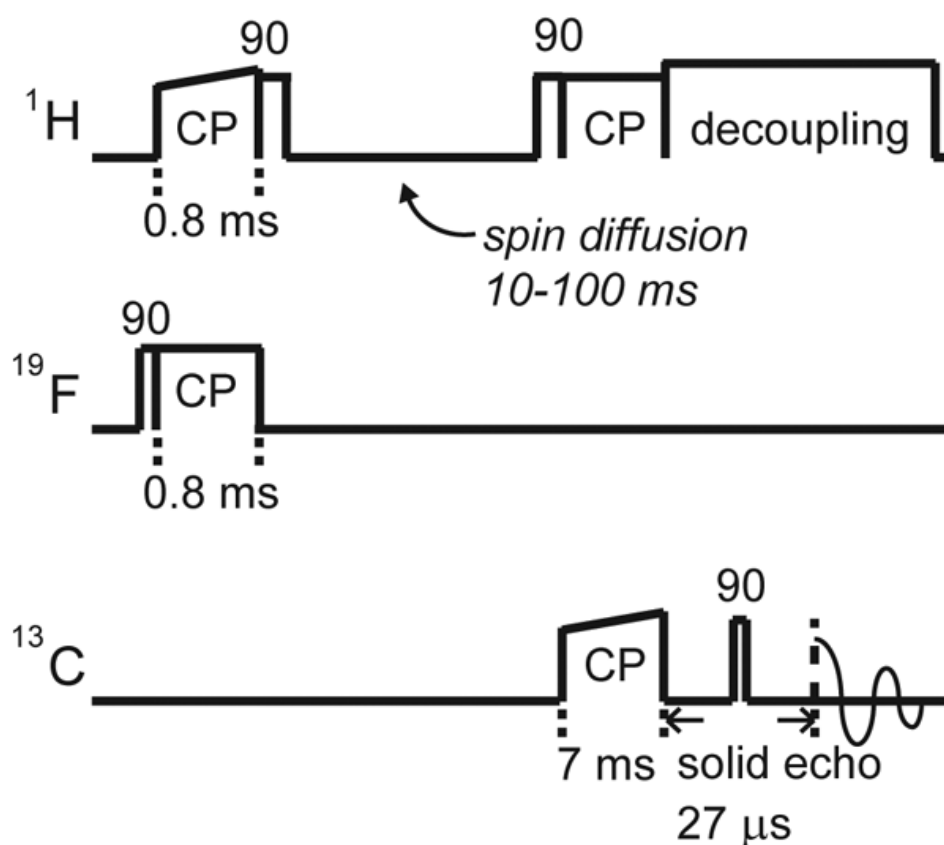 90 90
¹H CP CP decoupling
0.8 ms
spin diffusion
10-100 ms
90
¹⁹F CP
0.8 ms
90
¹³C CP
7 ms solid echo
27 μs